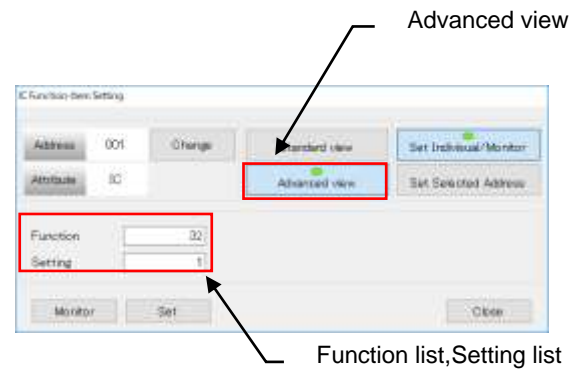 Advanced view
IC Function Item Setting
Address 001 Change Standard view Set Individual/Monitor
Attribute IC Advanced view Set Selected Address
Function 32
Setting 1
Monitor Set Close
Function list,Setting list